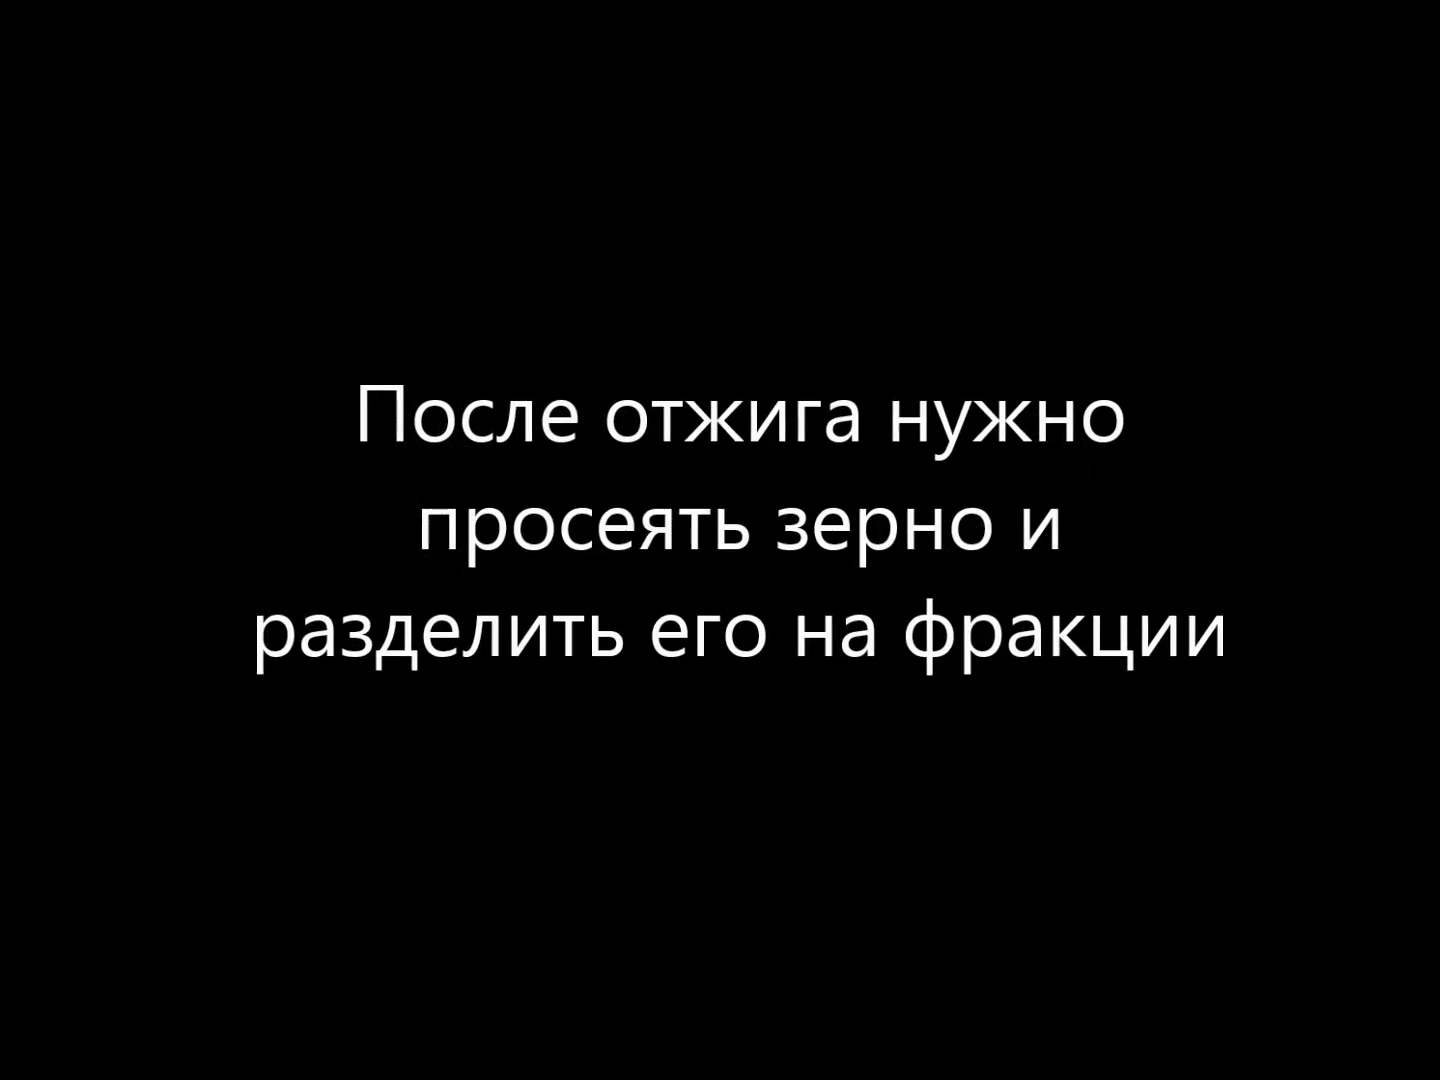 После отжига нужно
просеять зерно и
разделить его на фракции